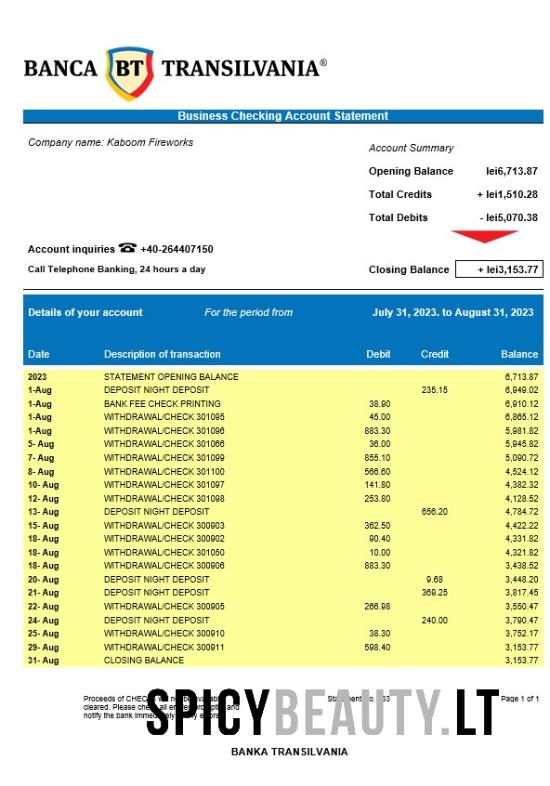 BANCA BT TRANSILVANIA®
Business Checking Account Statement
Company name: Kaboom Fireworks
Account Summary
Opening Balance lei6,713.87
Total Credits + lei1,510.28
Total Debits - lei5,070.38
Account inquiries ☎ +40-264407150
Call Telephone Banking, 24 hours a day
Closing Balance + lei3,153.77
Details of your account For the period from July 31, 2023. to August 31, 2023
Date Description of transaction Debit Credit Balance
2023 STATEMENT OPENING BALANCE 6,713.87
1-Aug DEPOSIT NIGHT DEPOSIT 235.15 6,949.02
1-Aug BANK FEE CHECK PRINTING 38.90 6,910.12
1-Aug WITHDRAWAL/CHECK 301095 45.00 6,865.12
1-Aug WITHDRAWAL/CHECK 301096 883.30 5,981.82
5- Aug WITHDRAWAL/CHECK 301066 36.00 5,945.82
7- Aug WITHDRAWAL/CHECK 301099 855.10 5,090.72
8- Aug WITHDRAWAL/CHECK 301100 566.60 4,524.12
10- Aug WITHDRAWAL/CHECK 301097 141.80 4,382.32
12- Aug WITHDRAWAL/CHECK 301098 253.80 4,128.52
13- Aug DEPOSIT NIGHT DEPOSIT 656.20 4,784.72
15- Aug WITHDRAWAL/CHECK 300903 362.50 4,422.22
18- Aug WITHDRAWAL/CHECK 300902 90.40 4,331.82
18- Aug WITHDRAWAL/CHECK 301050 10.00 4,321.82
18- Aug WITHDRAWAL/CHECK 300906 883.30 3,438.52
20- Aug DEPOSIT NIGHT DEPOSIT 9.68 3,448.20
21- Aug DEPOSIT NIGHT DEPOSIT 369.25 3,817.45
22- Aug WITHDRAWAL/CHECK 300905 266.98 3,550.47
24- Aug DEPOSIT NIGHT DEPOSIT 240.00 3,790.47
25- Aug WITHDRAWAL/CHECK 300910 38.30 3,752.17
29- Aug WITHDRAWAL/CHECK 300911 598.40 3,153.77
31- Aug CLOSING BALANCE 3,153.77
Proceeds of Page 1 of 1
cleared. Please
notify the bank
SPICYBEAUTY.LT
BANKA TRANSILVANIA